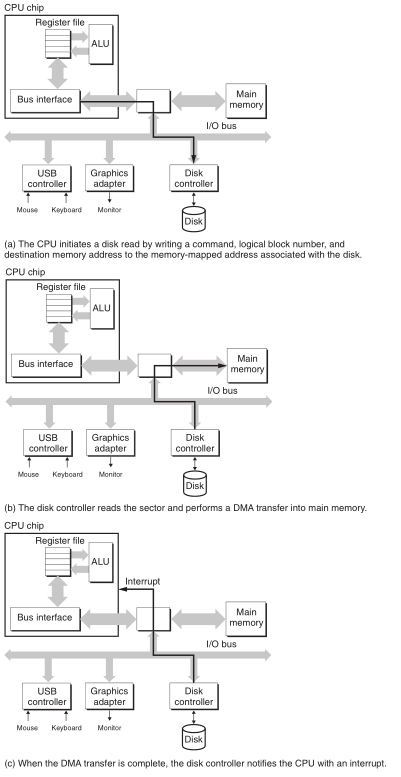 CPU chip
Register file
ALU
Bus interface
Main
memory
I/O bus
USB
controller
Graphics
adapter
Disk
controller
Mouse
Keyboard
Monitor
Disk
(a) The CPU initiates a disk read by writing a command, logical block number, and
destination memory address to the memory-mapped address associated with the disk.
CPU chip
Register file
ALU
Bus interface
Main
memory
I/O bus
USB
controller
Graphics
adapter
Disk
controller
Mouse
Keyboard
Monitor
Disk
(b) The disk controller reads the sector and performs a DMA transfer into main memory.
CPU chip
Register file
ALU
Interrupt
Bus interface
Main
memory
I/O bus
USB
controller
Graphics
adapter
Disk
controller
Mouse
Keyboard
Monitor
Disk
(c) When the DMA transfer is complete, the disk controller notifies the CPU with an interrupt.